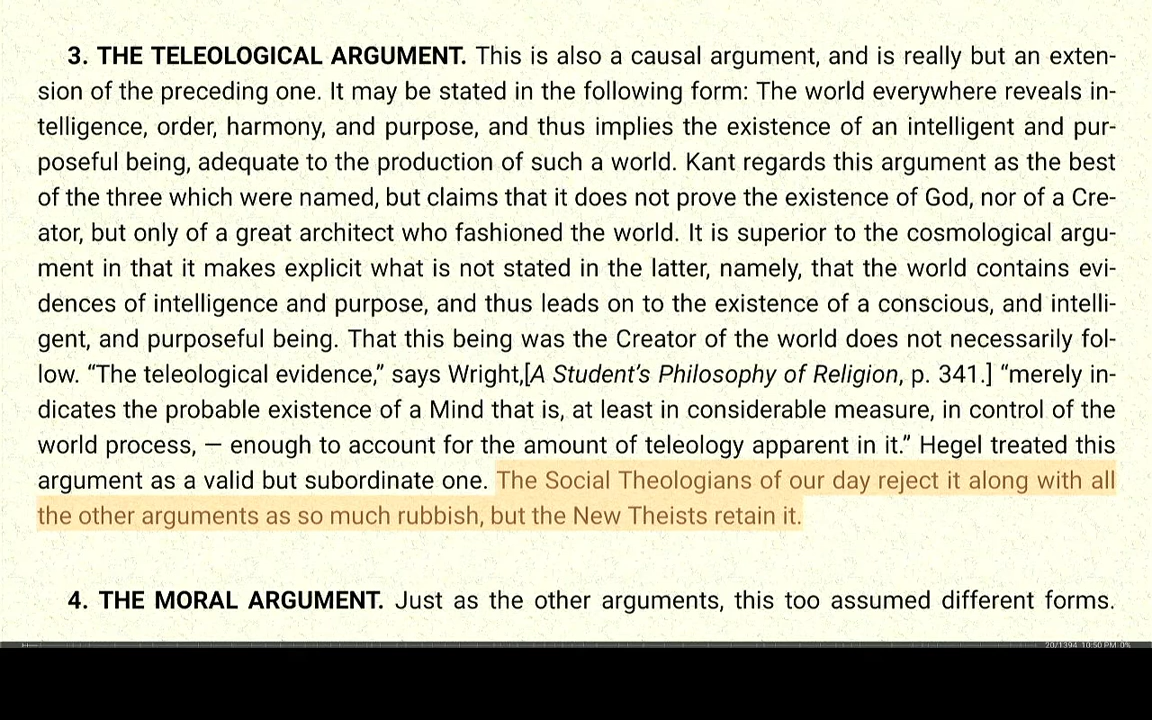 3. THE TELEOLOGICAL ARGUMENT. This is also a causal argument, and is really but an exten-
sion of the preceding one. It may be stated in the following form: The world everywhere reveals in-
telligence, order, harmony, and purpose, and thus implies the existence of an intelligent and pur-
poseful being, adequate to the production of such a world. Kant regards this argument as the best
of the three which were named, but claims that it does not prove the existence of God, nor of a Cre-
ator, but only of a great architect who fashioned the world. It is superior to the cosmological argu-
ment in that it makes explicit what is not stated in the latter, namely, that the world contains evi-
dences of intelligence and purpose, and thus leads on to the existence of a conscious, and intelli-
gent, and purposeful being. That this being was the Creator of the world does not necessarily fol-
low. “The teleological evidence,” says Wright,[A Student’s Philosophy of Religion, p. 341.] “merely in-
dicates the probable existence of a Mind that is, at least in considerable measure, in control of the
world process, — enough to account for the amount of teleology apparent in it.” Hegel treated this
argument as a valid but subordinate one. The Social Theologians of our day reject it along with all
the other arguments as so much rubbish, but the New Theists retain it.
4. THE MORAL ARGUMENT. Just as the other arguments, this too assumed different forms.
20/1394 10:50 PM 0%